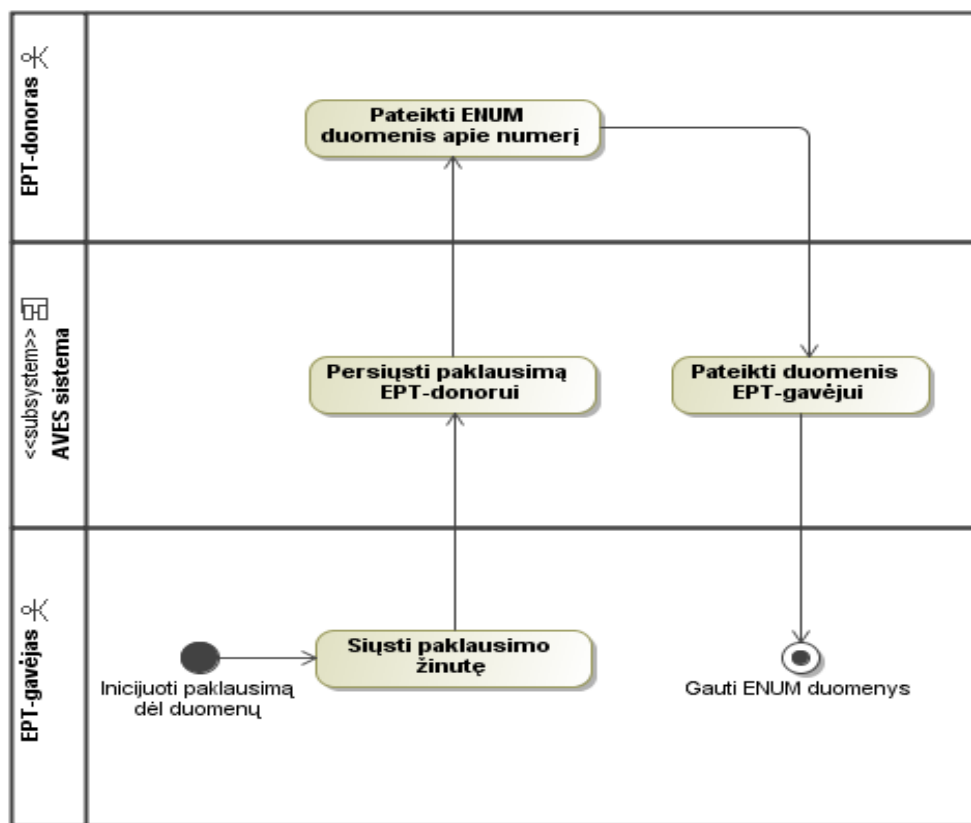 EPT-donoras
Pateikti ENUM
duomenis apie numerį
<<subsystem>>
AVES sistema
Persiųsti paklausimą
EPT-donorui
Pateikti duomenis
EPT-gavėjui
EPT-gavėjas
Inicijuoti paklausimą
dėl duomenų
Siųsti paklausimo
žinutę
Gauti ENUM duomenys